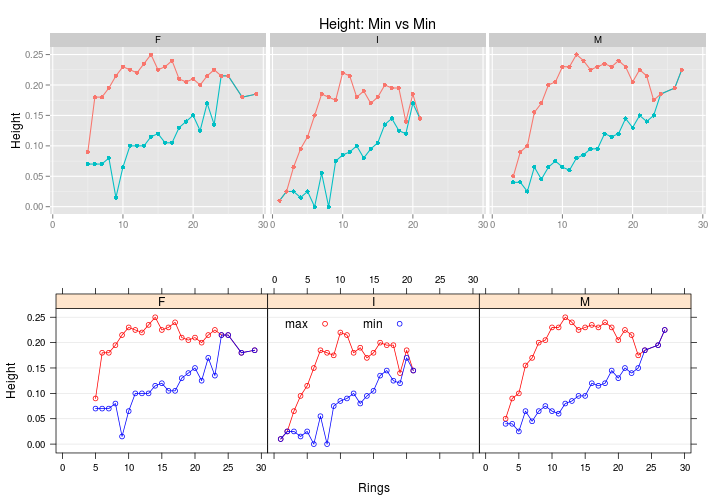 Height: Min vs Min
F I M
0.25
0.20
0.15
0.10
0.05
0.00
Height
0 10 20 30 0 10 20 30 0 10 20 30
0 5 10 15 20 25 30
F I M
max min
0.25
0.20
0.15
0.10
0.05
0.00
Height
0 5 10 15 20 25 30 0 5 10 15 20 25 30
Rings